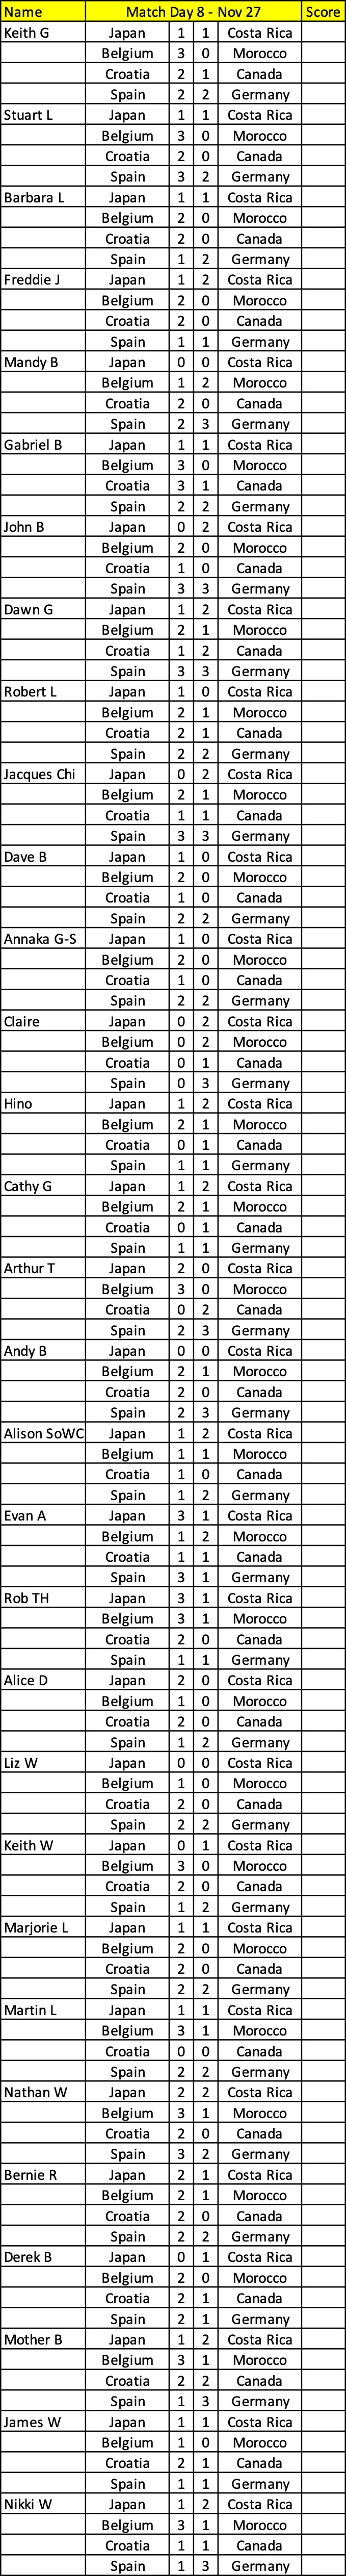 Name Match Day 8 - Nov 27 Score
Keith G Japan 1 1 Costa Rica
Belgium 3 0 Morocco
Croatia 2 1 Canada
Spain 2 2 Germany
Stuart L Japan 1 1 Costa Rica
Belgium 3 0 Morocco
Croatia 2 0 Canada
Spain 3 2 Germany
Barbara L Japan 1 1 Costa Rica
Belgium 2 0 Morocco
Croatia 2 0 Canada
Spain 1 2 Germany
Freddie J Japan 1 2 Costa Rica
Belgium 2 0 Morocco
Croatia 2 0 Canada
Spain 1 1 Germany
Mandy B Japan 0 0 Costa Rica
Belgium 1 2 Morocco
Croatia 2 0 Canada
Spain 2 3 Germany
Gabriel B Japan 1 1 Costa Rica
Belgium 3 0 Morocco
Croatia 3 1 Canada
Spain 2 2 Germany
John B Japan 0 2 Costa Rica
Belgium 2 0 Morocco
Croatia 1 0 Canada
Spain 3 3 Germany
Dawn G Japan 1 2 Costa Rica
Belgium 2 1 Morocco
Croatia 1 2 Canada
Spain 3 3 Germany
Robert L Japan 1 0 Costa Rica
Belgium 2 1 Morocco
Croatia 2 1 Canada
Spain 2 2 Germany
Jacques Chi Japan 0 2 Costa Rica
Belgium 2 1 Morocco
Croatia 1 1 Canada
Spain 3 3 Germany
Dave B Japan 1 0 Costa Rica
Belgium 2 0 Morocco
Croatia 1 0 Canada
Spain 2 2 Germany
Annaka G-S Japan 1 0 Costa Rica
Belgium 2 0 Morocco
Croatia 1 0 Canada
Spain 2 2 Germany
Claire Japan 0 2 Costa Rica
Belgium 0 2 Morocco
Croatia 0 1 Canada
Spain 0 3 Germany
Hino Japan 1 2 Costa Rica
Belgium 2 1 Morocco
Croatia 0 1 Canada
Spain 1 1 Germany
Cathy G Japan 1 2 Costa Rica
Belgium 2 1 Morocco
Croatia 0 1 Canada
Spain 1 1 Germany
Arthur T Japan 2 0 Costa Rica
Belgium 3 0 Morocco
Croatia 0 2 Canada
Spain 2 3 Germany
Andy B Japan 0 0 Costa Rica
Belgium 2 1 Morocco
Croatia 2 0 Canada
Spain 2 3 Germany
Alison SoWC Japan 1 2 Costa Rica
Belgium 1 1 Morocco
Croatia 1 0 Canada
Spain 1 2 Germany
Evan A Japan 3 1 Costa Rica
Belgium 1 2 Morocco
Croatia 1 1 Canada
Spain 3 1 Germany
Rob TH Japan 3 1 Costa Rica
Belgium 3 1 Morocco
Croatia 2 0 Canada
Spain 1 1 Germany
Alice D Japan 2 0 Costa Rica
Belgium 1 0 Morocco
Croatia 2 0 Canada
Spain 1 2 Germany
Liz W Japan 0 0 Costa Rica
Belgium 1 0 Morocco
Croatia 2 0 Canada
Spain 2 2 Germany
Keith W Japan 0 1 Costa Rica
Belgium 3 0 Morocco
Croatia 2 0 Canada
Spain 1 2 Germany
Marjorie L Japan 1 1 Costa Rica
Belgium 2 0 Morocco
Croatia 2 0 Canada
Spain 2 2 Germany
Martin L Japan 1 1 Costa Rica
Belgium 3 1 Morocco
Croatia 0 0 Canada
Spain 2 2 Germany
Nathan W Japan 2 2 Costa Rica
Belgium 3 1 Morocco
Croatia 2 0 Canada
Spain 3 2 Germany
Bernie R Japan 2 1 Costa Rica
Belgium 2 1 Morocco
Croatia 2 0 Canada
Spain 2 2 Germany
Derek B Japan 0 1 Costa Rica
Belgium 2 0 Morocco
Croatia 2 1 Canada
Spain 2 1 Germany
Mother B Japan 1 2 Costa Rica
Belgium 3 1 Morocco
Croatia 2 2 Canada
Spain 1 3 Germany
James W Japan 1 1 Costa Rica
Belgium 1 0 Morocco
Croatia 2 1 Canada
Spain 1 1 Germany
Nikki W Japan 1 2 Costa Rica
Belgium 3 1 Morocco
Croatia 1 1 Canada
Spain 1 3 Germany